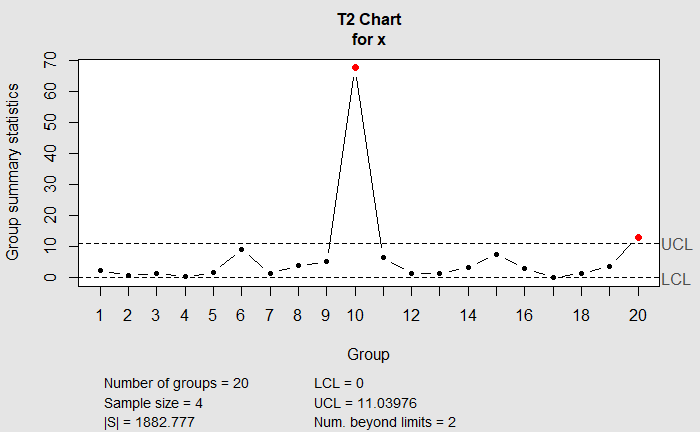 T2 Chart
for x
Group summary statistics
70
60
50
40
30
20
10
0
UCL
LCL
1 2 3 4 5 6 7 8 9 10 12 14 16 18 20
Group
Number of groups = 20 LCL = 0
Sample size = 4 UCL = 11.03976
|S| = 1882.777 Num. beyond limits = 2